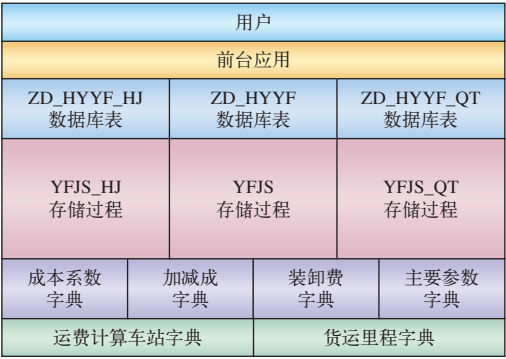 用户
前台应用
ZD_HYYF_HJ
数据库表
ZD_HYYF
数据库表
ZD_HYYF_QT
数据库表
YFJS_HJ
存储过程
YFJS
存储过程
YFJS_QT
存储过程
成本系数
字典
加减成
字典
装卸费
字典
主要参数
字典
运费计算车站字典
货运里程字典